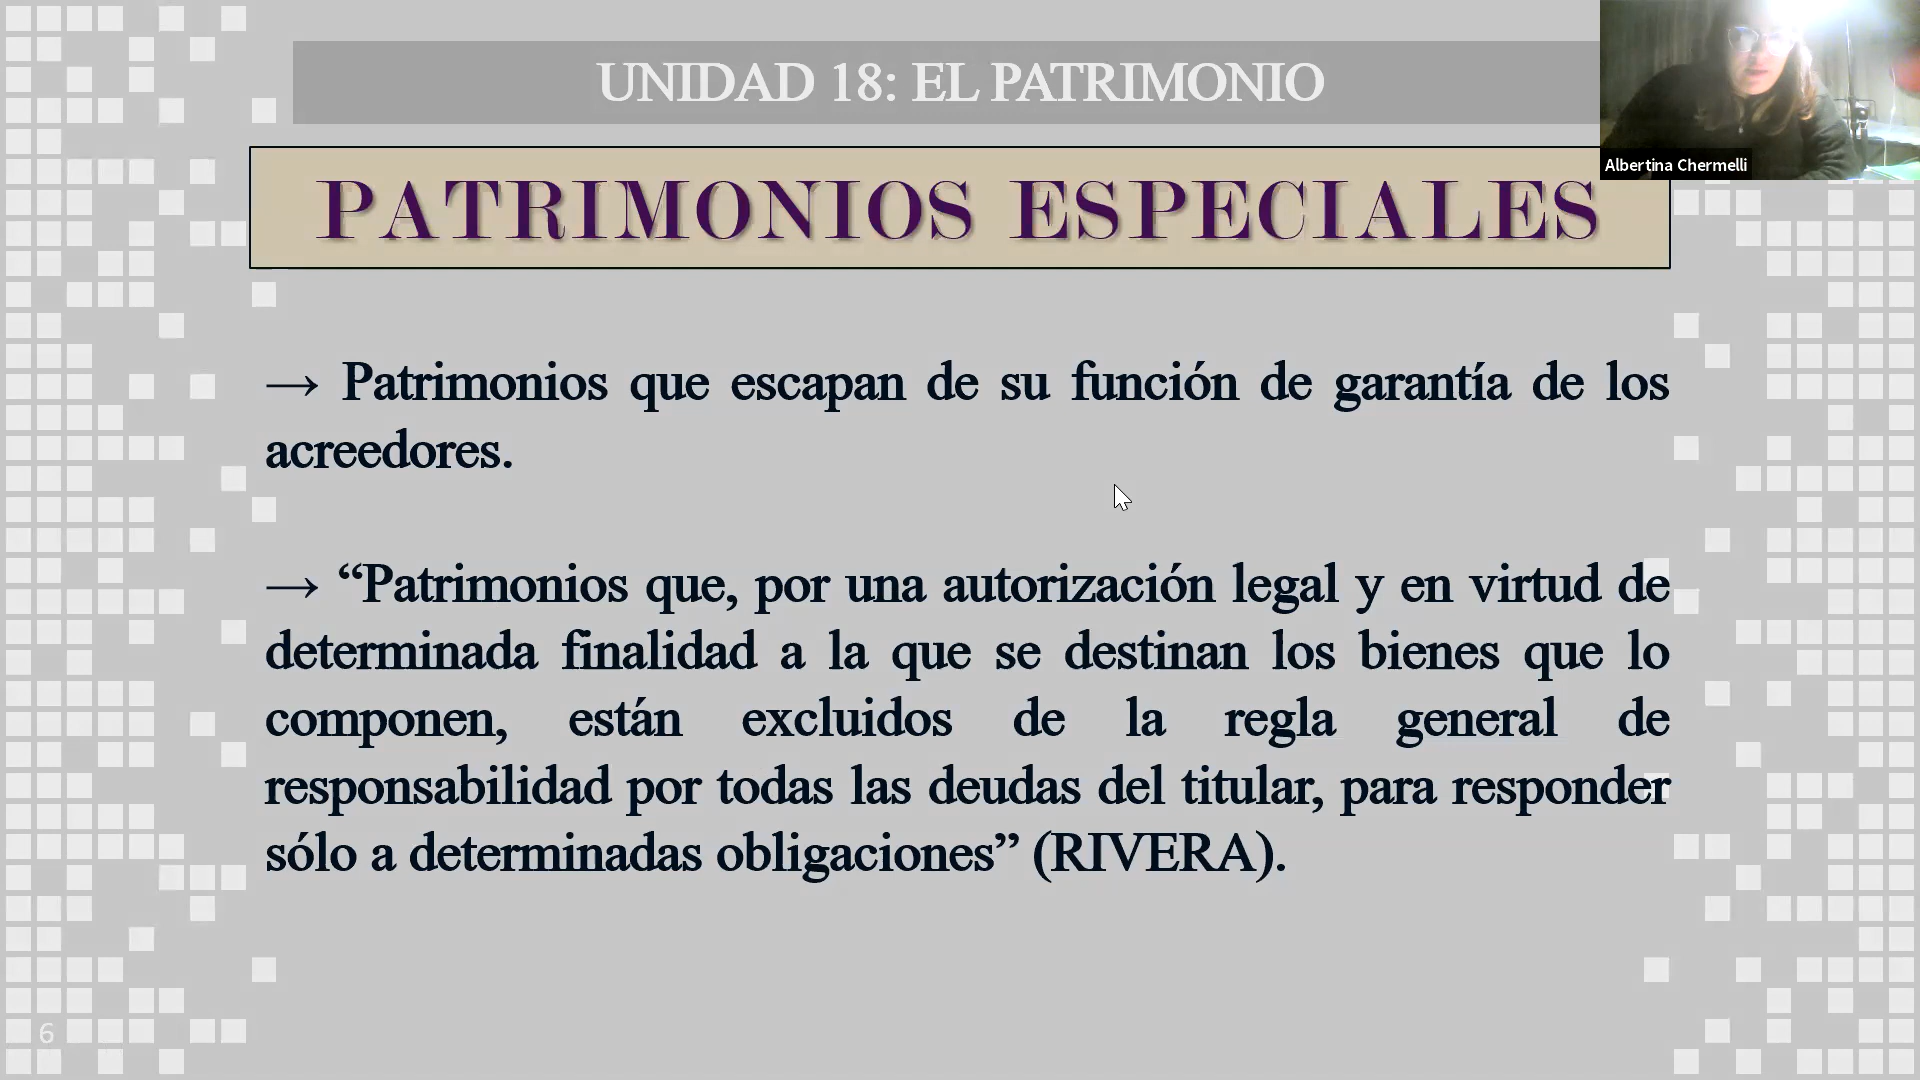 UNIDAD 18: EL PATRIMONIO
Albertina Chermelli
PATRIMONIOS ESPECIALES
→ Patrimonios que escapan de su función de garantía de los
acreedores.
→ “Patrimonios que, por una autorización legal y en virtud de
determinada finalidad a la que se destinan los bienes que lo
componen, están excluidos de la regla general de
responsabilidad por todas las deudas del titular, para responder
sólo a determinadas obligaciones” (RIVERA).
6